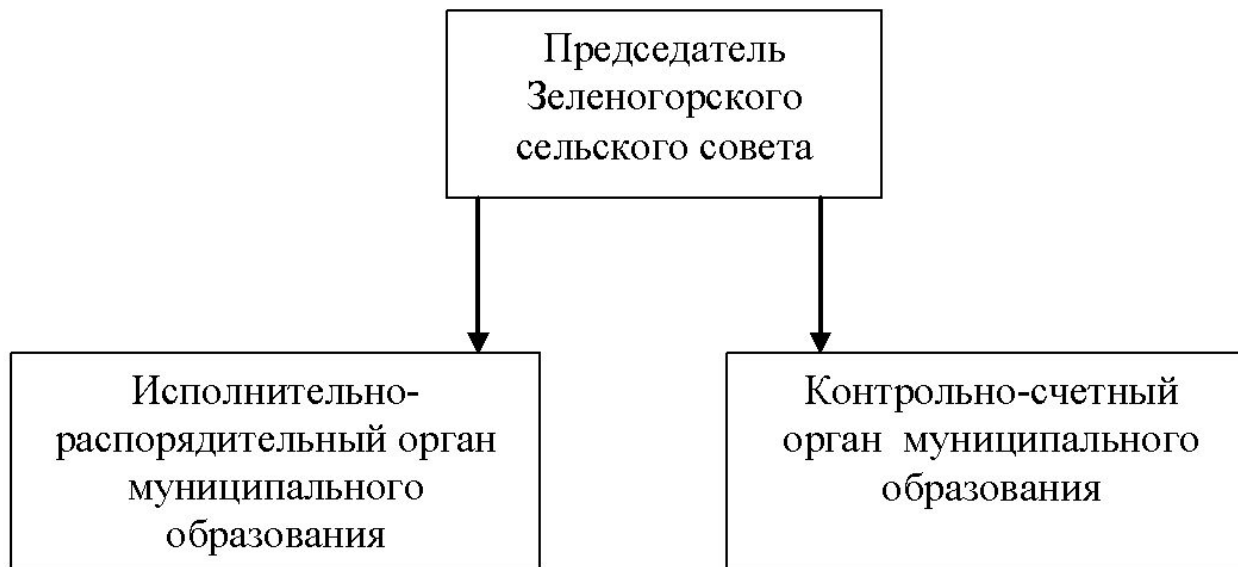 Председатель
Зеленогорского
сельского совета
Исполнительно-
распорядительный орган
муниципального
образования
Контрольно-счетный
орган муниципального
образования